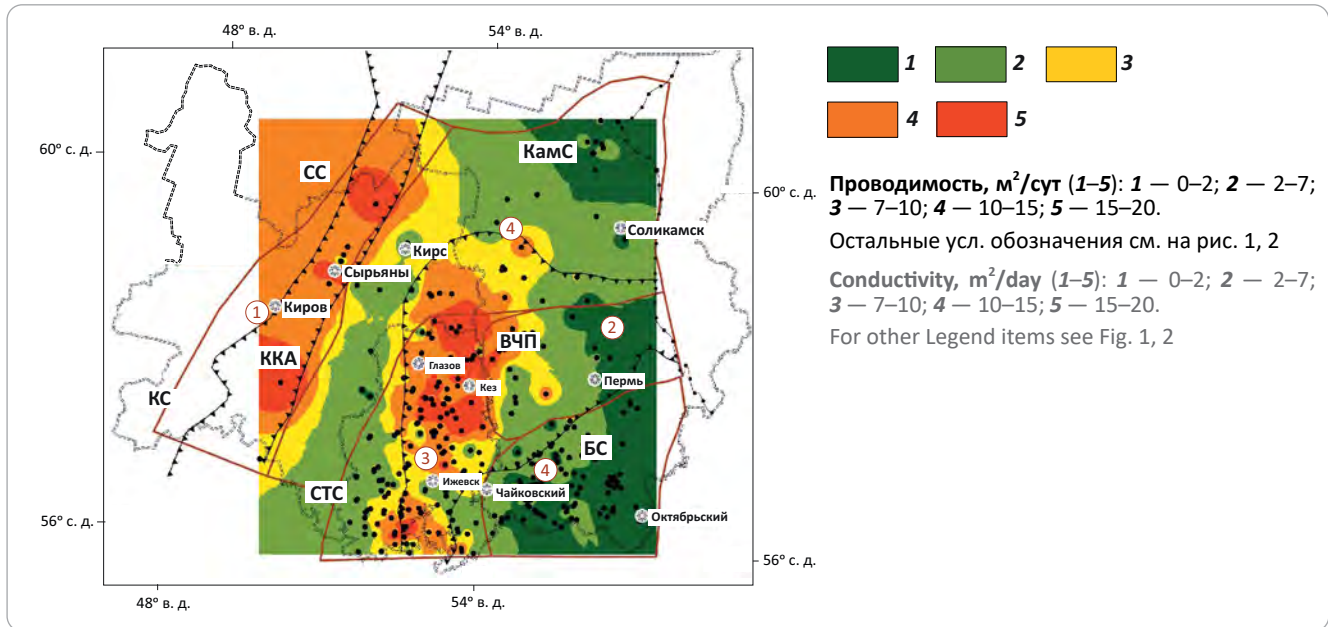 48° в. д.
54° в. д.
60° с. д.
60° с. д.
КамС
СС
4
Соликамск
Кирс
Сырьяны
1
Киров
2
ВЧП
ККА
Глазов
Кез
Пермь
КС
БС
3
4
Ижевск
СТС
Чайковский
Октябрьский
56° с. д.
56° с. д.
48° в. д.
54° в. д.
1
2
3
4
5
Проводимость, м²/сут (1–5): 1 — 0–2; 2 — 2–7;
3 — 7–10; 4 — 10–15; 5 — 15–20.
Остальные усл. обозначения см. на рис. 1, 2
Conductivity, m²/day (1–5): 1 — 0–2; 2 — 2–7;
3 — 7–10; 4 — 10–15; 5 — 15–20.
For other Legend items see Fig. 1, 2